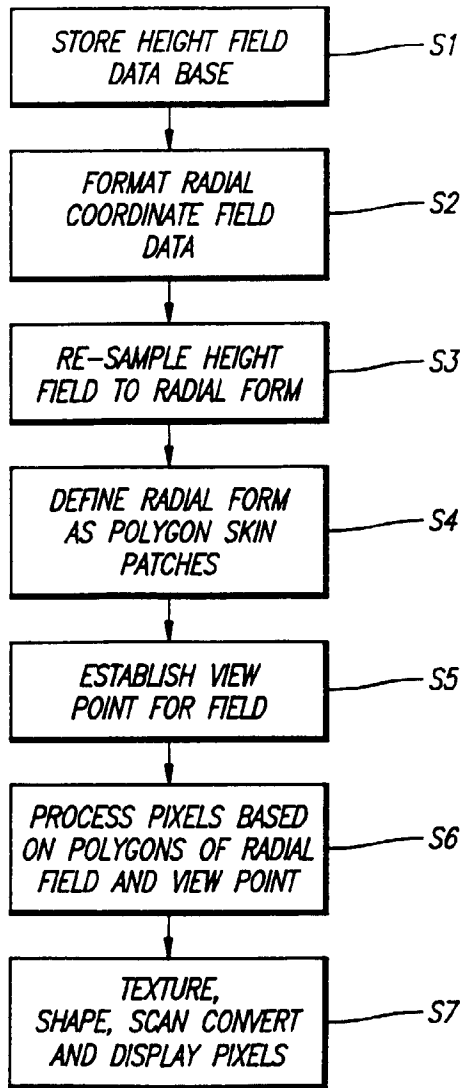 STORE HEIGHT FIELD
DATA BASE
S1
FORMAT RADIAL
COORDINATE FIELD
DATA
S2
RE-SAMPLE HEIGHT
FIELD TO RADIAL FORM
S3
DEFINE RADIAL FORM
AS POLYGON SKIN
PATCHES
S4
ESTABLISH VIEW
POINT FOR FIELD
S5
PROCESS PIXELS BASED
ON POLYGONS OF RADIAL
FIELD AND VIEW POINT
S6
TEXTURE,
SHAPE, SCAN CONVERT
AND DISPLAY PIXELS
S7